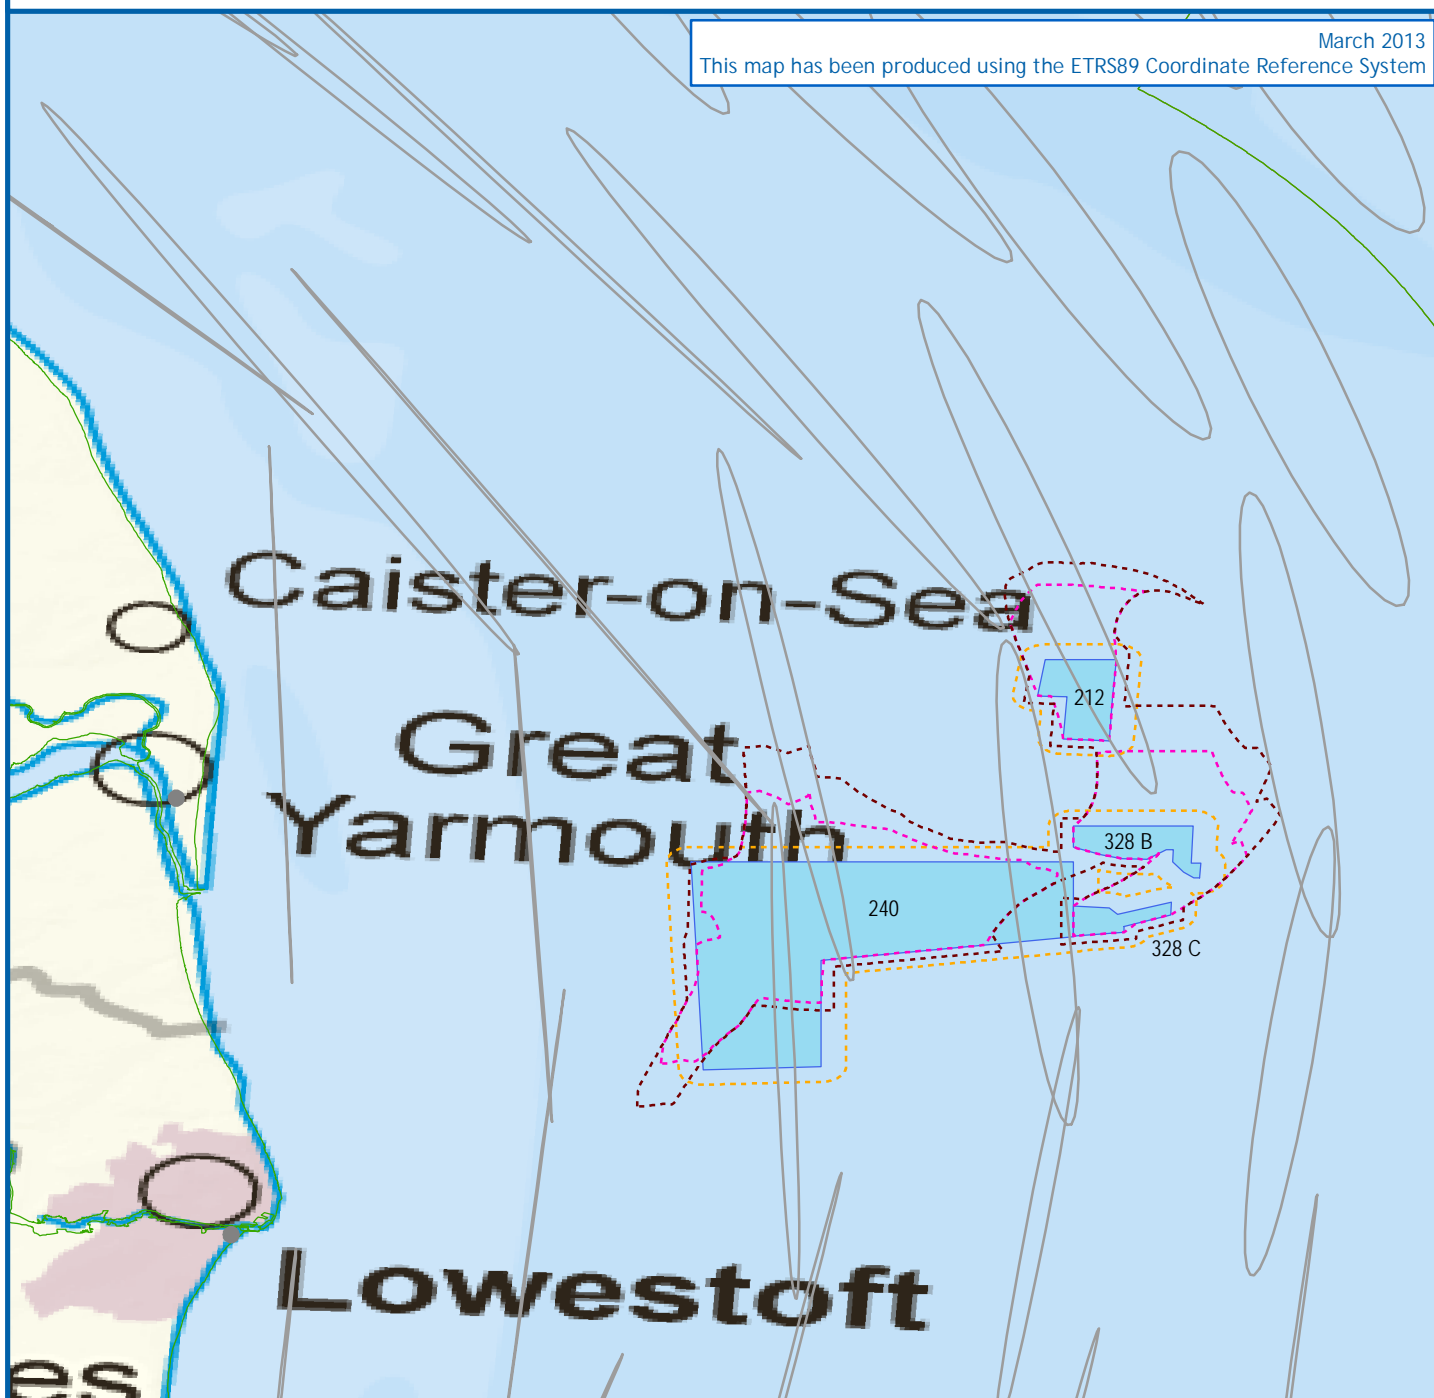 March 2013
This map has been produced using the ETRS89 Coordinate Reference System
Caister-on-Sea
212
Great
Yarmouth
328 B
240
328 C
Lowestoft
es